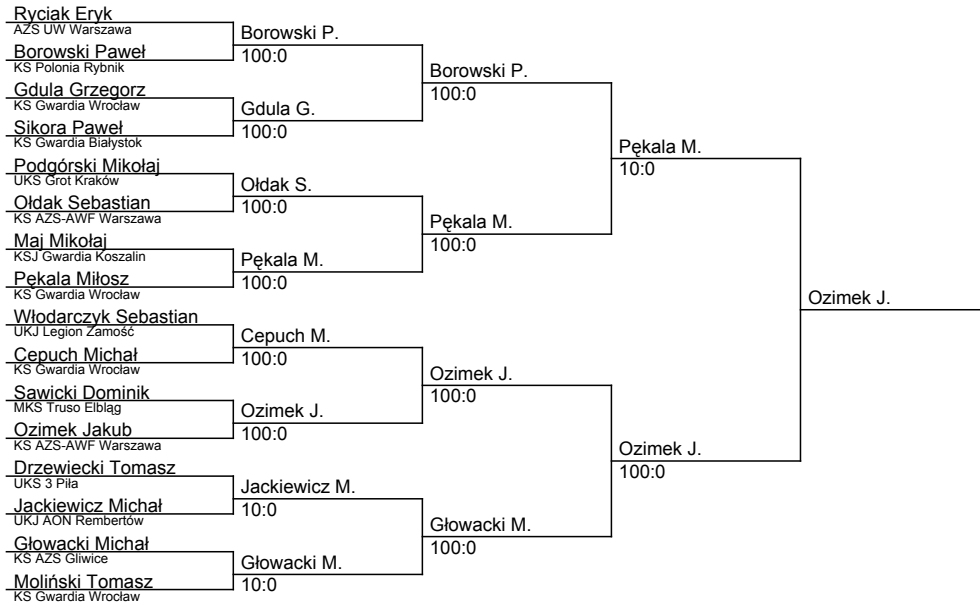 Ryciak Eryk
AZS UW Warszawa
Borowski Paweł
KS Polonia Rybnik
Gdula Grzegorz
KS Gwardia Wrocław
Sikora Paweł
KS Gwardia Białystok
Podgórski Mikołaj
UKS Grot Kraków
Ołdak Sebastian
KS AZS-AWF Warszawa
Maj Mikołaj
KSJ Gwardia Koszalin
Pękala Miłosz
KS Gwardia Wrocław
Włodarczyk Sebastian
UKJ Legion Zamość
Cepuch Michał
KS Gwardia Wrocław
Sawicki Dominik
MKS Truso Elbląg
Ozimek Jakub
KS AZS-AWF Warszawa
Drzewiecki Tomasz
UKS 3 Piła
Jackiewicz Michał
UKJ AON Rembertów
Głowacki Michał
KS AZS Gliwice
Moliński Tomasz
KS Gwardia Wrocław
Borowski P.
100:0
Gdula G.
100:0
Ołdak S.
100:0
Pękala M.
100:0
Cepuch M.
100:0
Ozimek J.
100:0
Jackiewicz M.
10:0
Głowacki M.
10:0
Borowski P.
100:0
Pękala M.
100:0
Ozimek J.
100:0
Głowacki M.
100:0
Pękala M.
10:0
Ozimek J.
100:0
Ozimek J.